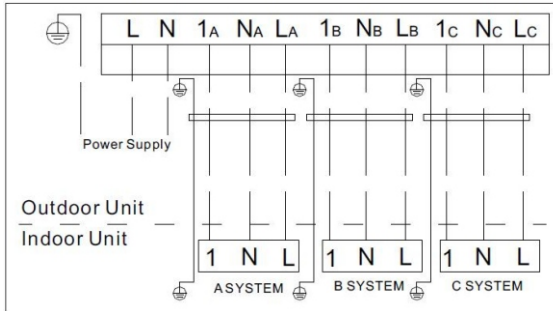 L N 1A NA LA 1B NB LB 1C NC LC
Power Supply
Outdoor Unit
Indoor Unit
1 N L 1 N L 1 N L
A SYSTEM B SYSTEM C SYSTEM